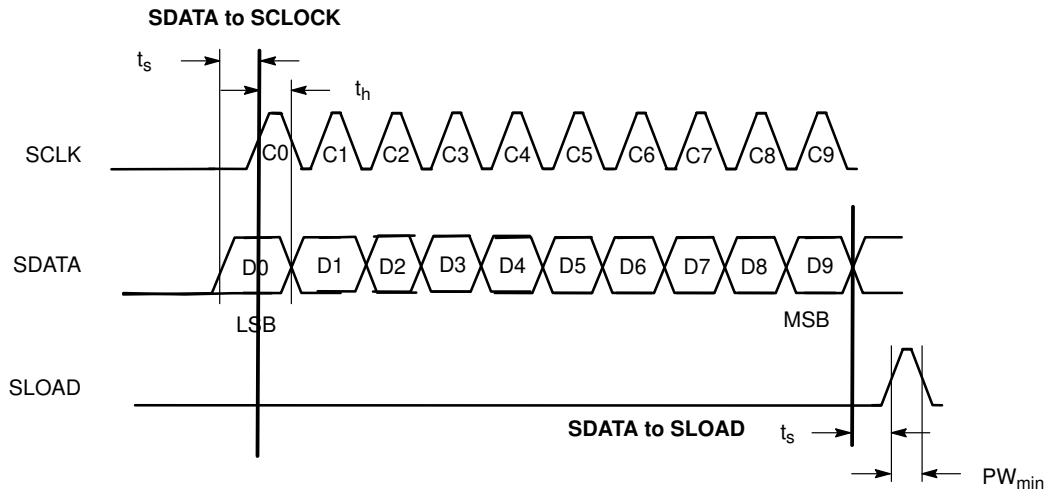 SDATA to SCLOCK
ts
th
SCLK
C0 C1 C2 C3 C4 C5 C6 C7 C8 C9
SDATA
D0 D1 D2 D3 D4 D5 D6 D7 D8 D9
LSB
MSB
SLOAD
SDATA to SLOAD
ts
PWmin